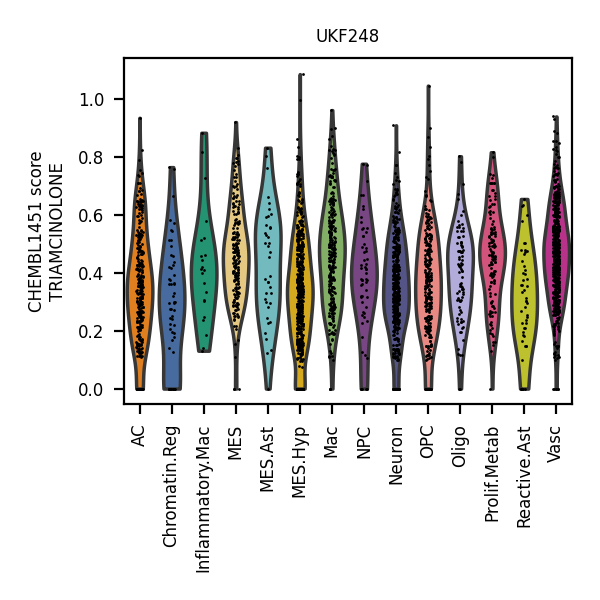 UKF248
CHEMBL1451 score
TRIAMCINOLONE
1.0
0.8
0.6
0.4
0.2
0.0
AC
Chromatin.Reg
Inflammatory.Mac
MES
MES.Ast
MES.Hyp
Mac
NPC
Neuron
OPC
Oligo
Prolif.Metab
Reactive.Ast
Vasc